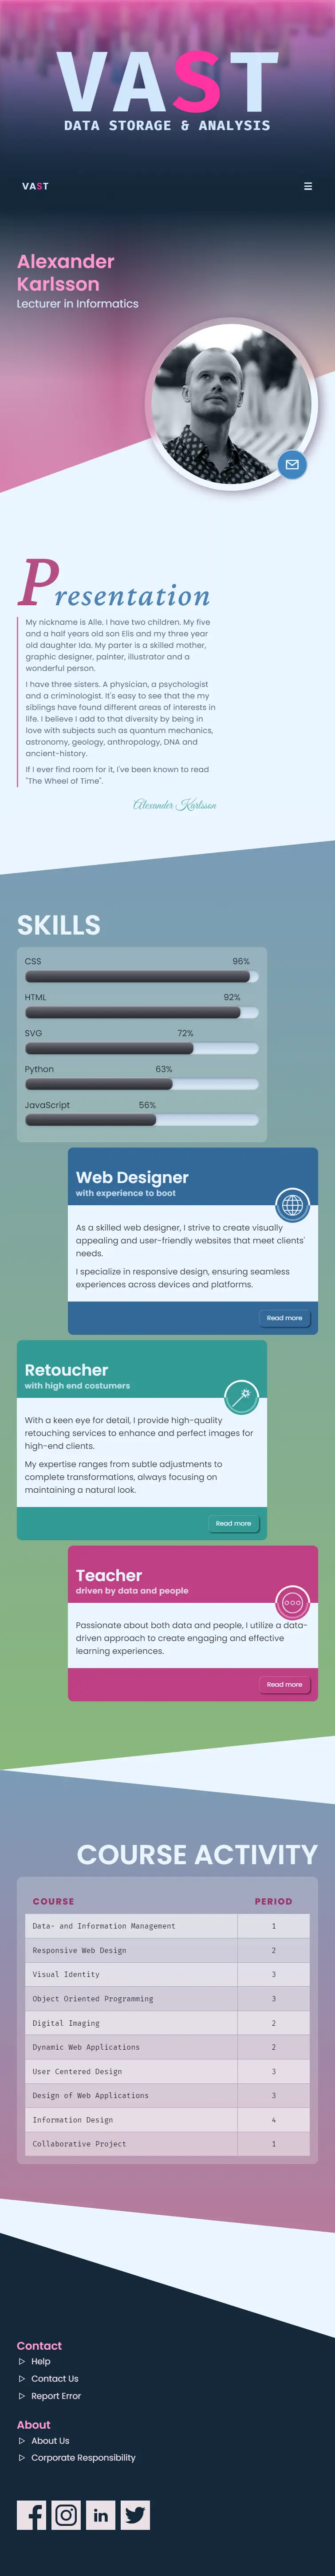 VAST
DATA STORAGE & ANALYSIS
VAST
Alexander
Karlsson
Lecturer in Informatics
Presentation
My nickname is Alle. I have two children. My five
and a half years old son Elis and my three year
old daughter Ida. My parter is a skilled mother,
graphic designer, painter, illustrator and a
wonderful person.
I have three sisters. A physician, a psychologist
and a criminologist. It's easy to see that the my
siblings have found different areas of interests in
life. I believe I add to that diversity by being in
love with subjects such as quantum mechanics,
astronomy, geology, anthropology, DNA and
ancient-history.
If I ever find room for it, I've been known to read
"The Wheel of Time".
Alexander Karlsson
SKILLS
CSS 96%
HTML 92%
SVG 72%
Python 63%
JavaScript 56%
Web Designer
with experience to boot
As a skilled web designer, I strive to create visually
appealing and user-friendly websites that meet clients'
needs.
I specialize in responsive design, ensuring seamless
experiences across devices and platforms.
Read more
Retoucher
with high end costumers
With a keen eye for detail, I provide high-quality
retouching services to enhance and perfect images for
high-end clients.
My expertise ranges from subtle adjustments to
complete transformations, always focusing on
maintaining a natural look.
Read more
Teacher
driven by data and people
Passionate about both data and people, I utilize a data-
driven approach to create engaging and effective
learning experiences.
Read more
COURSE ACTIVITY
COURSE PERIOD
Data- and Information Management 1
Responsive Web Design 2
Visual Identity 3
Object Oriented Programming 3
Digital Imaging 2
Dynamic Web Applications 2
User Centered Design 3
Design of Web Applications 3
Information Design 4
Collaborative Project 1
Contact
Help
Contact Us
Report Error
About
About Us
Corporate Responsibility